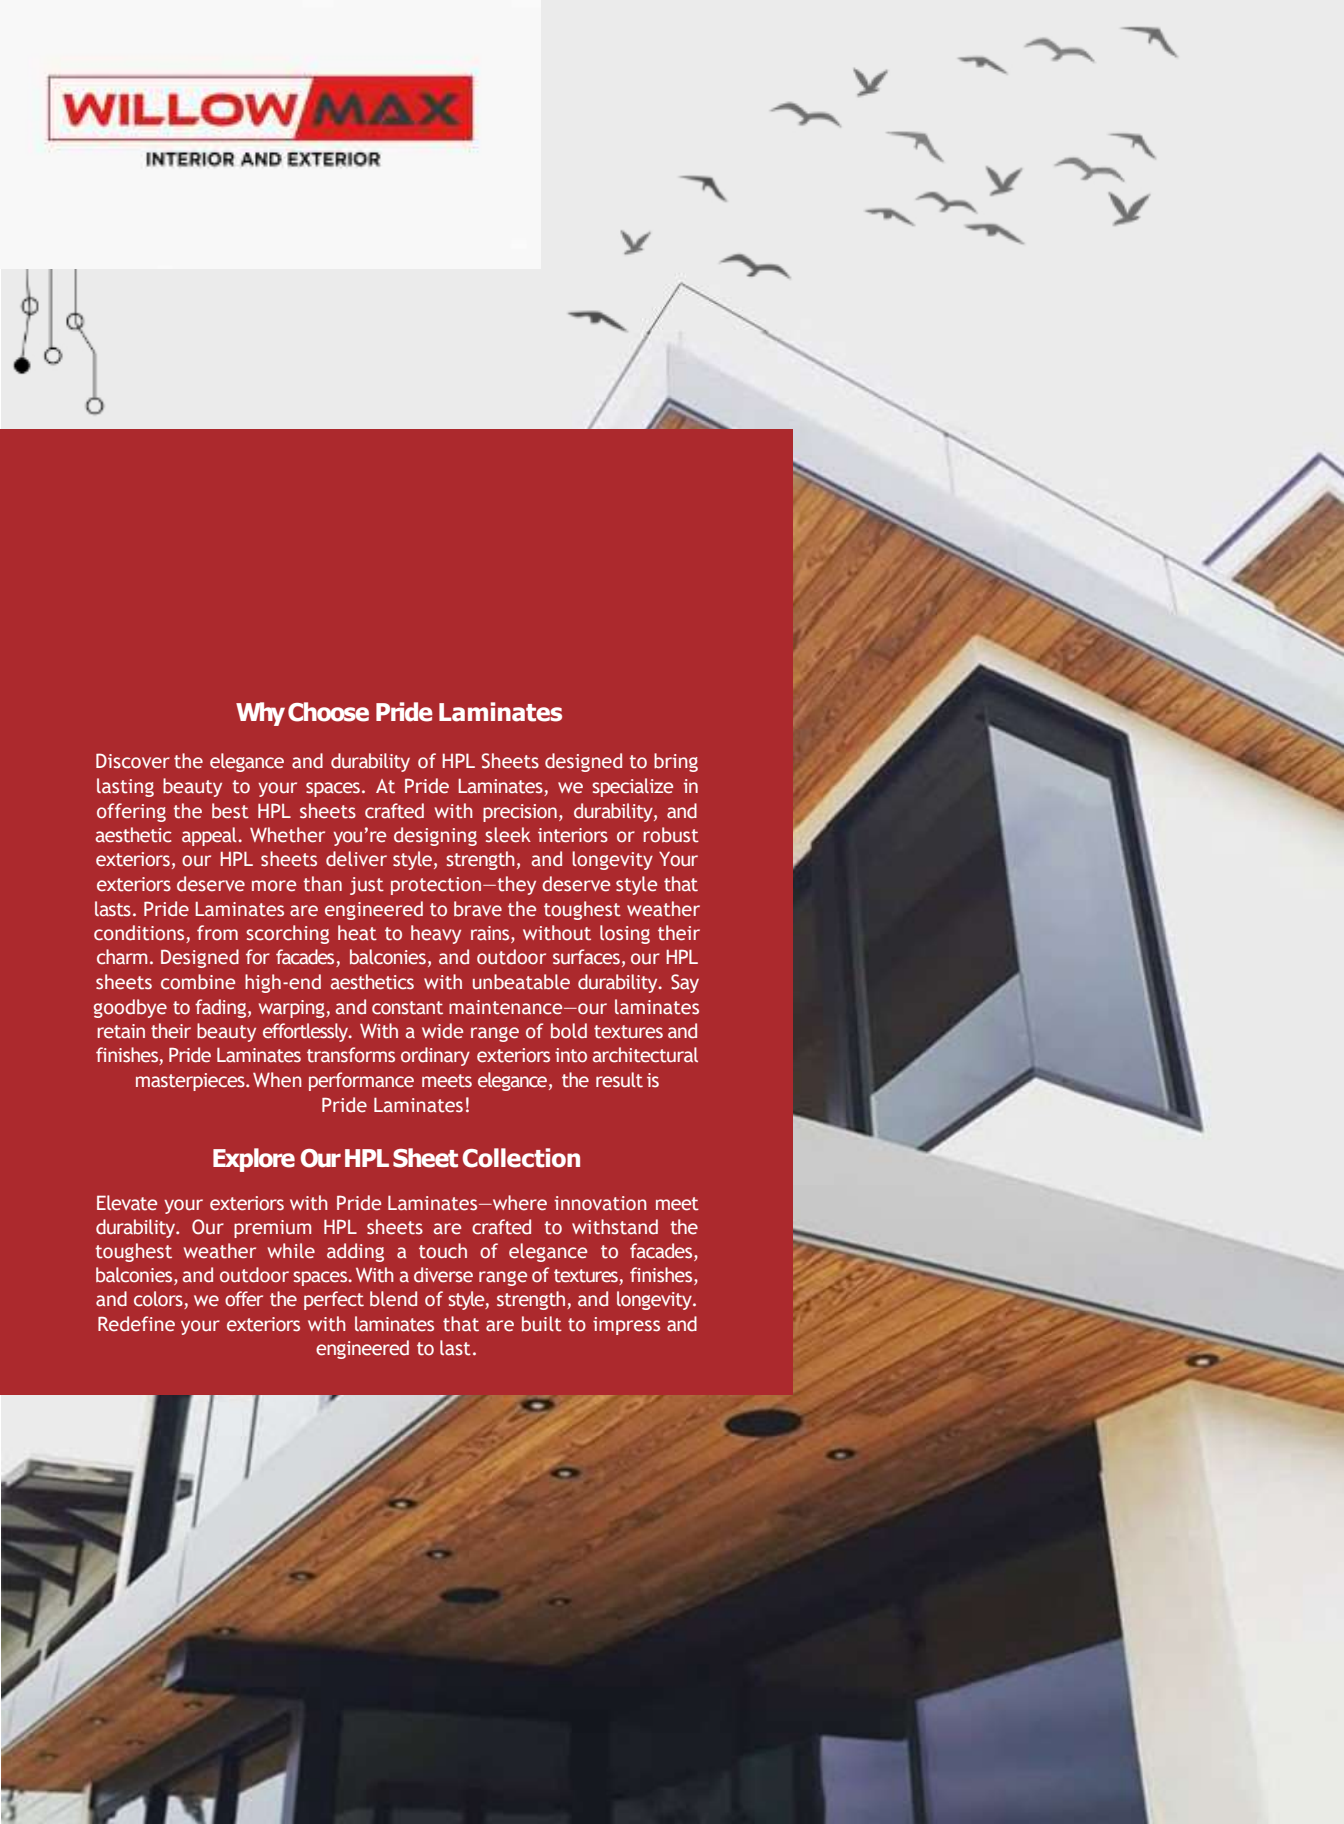 WILLOWMAX
INTERIOR AND EXTERIOR
Why Choose Pride Laminates
Discover the elegance and durability of HPL Sheets designed to bring
lasting beauty to your spaces. At Pride Laminates, we specialize in
offering the best HPL sheets crafted with precision, durability, and
aesthetic appeal. Whether you’re designing sleek interiors or robust
exteriors, our HPL sheets deliver style, strength, and longevity Your
exteriors deserve more than just protection—they deserve style that
lasts. Pride Laminates are engineered to brave the toughest weather
conditions, from scorching heat to heavy rains, without losing their
charm. Designed for facades, balconies, and outdoor surfaces, our HPL
sheets combine high-end aesthetics with unbeatable durability. Say
goodbye to fading, warping, and constant maintenance—our laminates
retain their beauty effortlessly. With a wide range of bold textures and
finishes, Pride Laminates transforms ordinary exteriors into architectural
masterpieces. When performance meets elegance, the result is
Pride Laminates!
Explore Our HPL Sheet Collection
Elevate your exteriors with Pride Laminates—where innovation meet
durability. Our premium HPL sheets are crafted to withstand the
toughest weather while adding a touch of elegance to facades,
balconies, and outdoor spaces. With a diverse range of textures, finishes,
and colors, we offer the perfect blend of style, strength, and longevity.
Redefine your exteriors with laminates that are built to impress and
engineered to last.